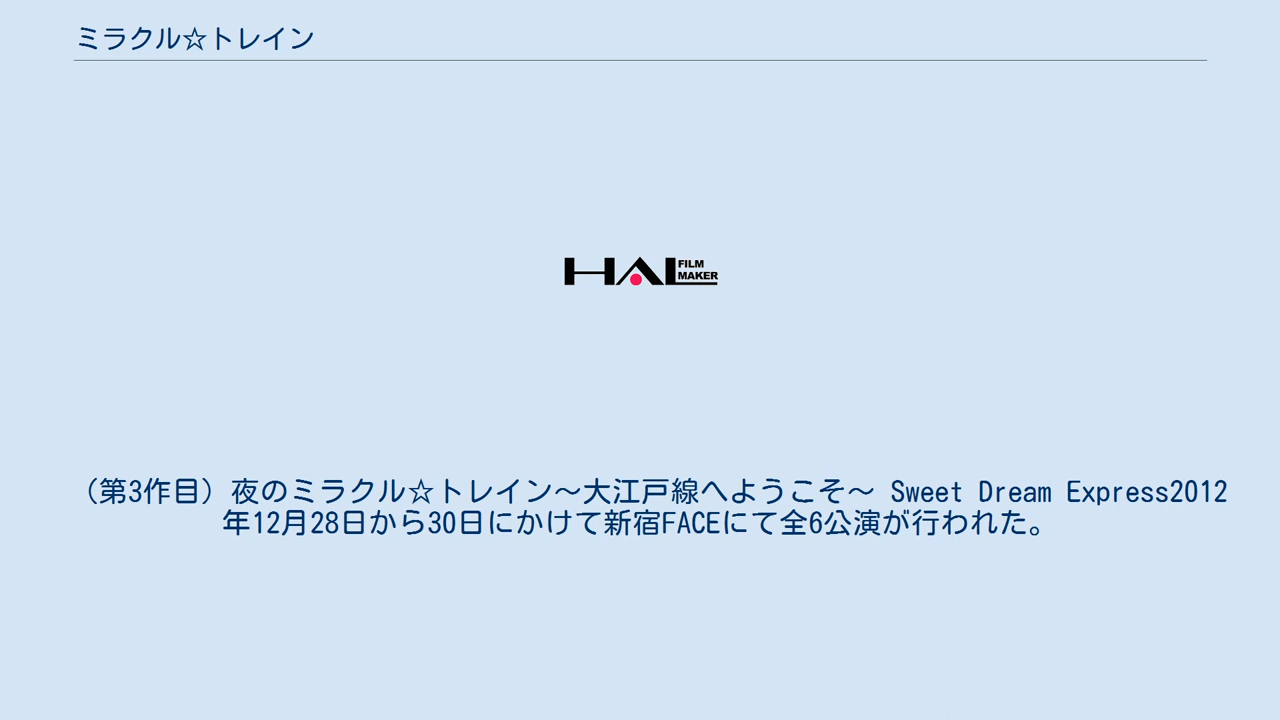 ミラクル☆トレイン
HAL FILM
MAKER
（第3作目）夜のミラクル☆トレイン〜大江戸線へようこそ〜 Sweet Dream Express2012
年12月28日から30日にかけて新宿FACEにて全6公演が行われた。